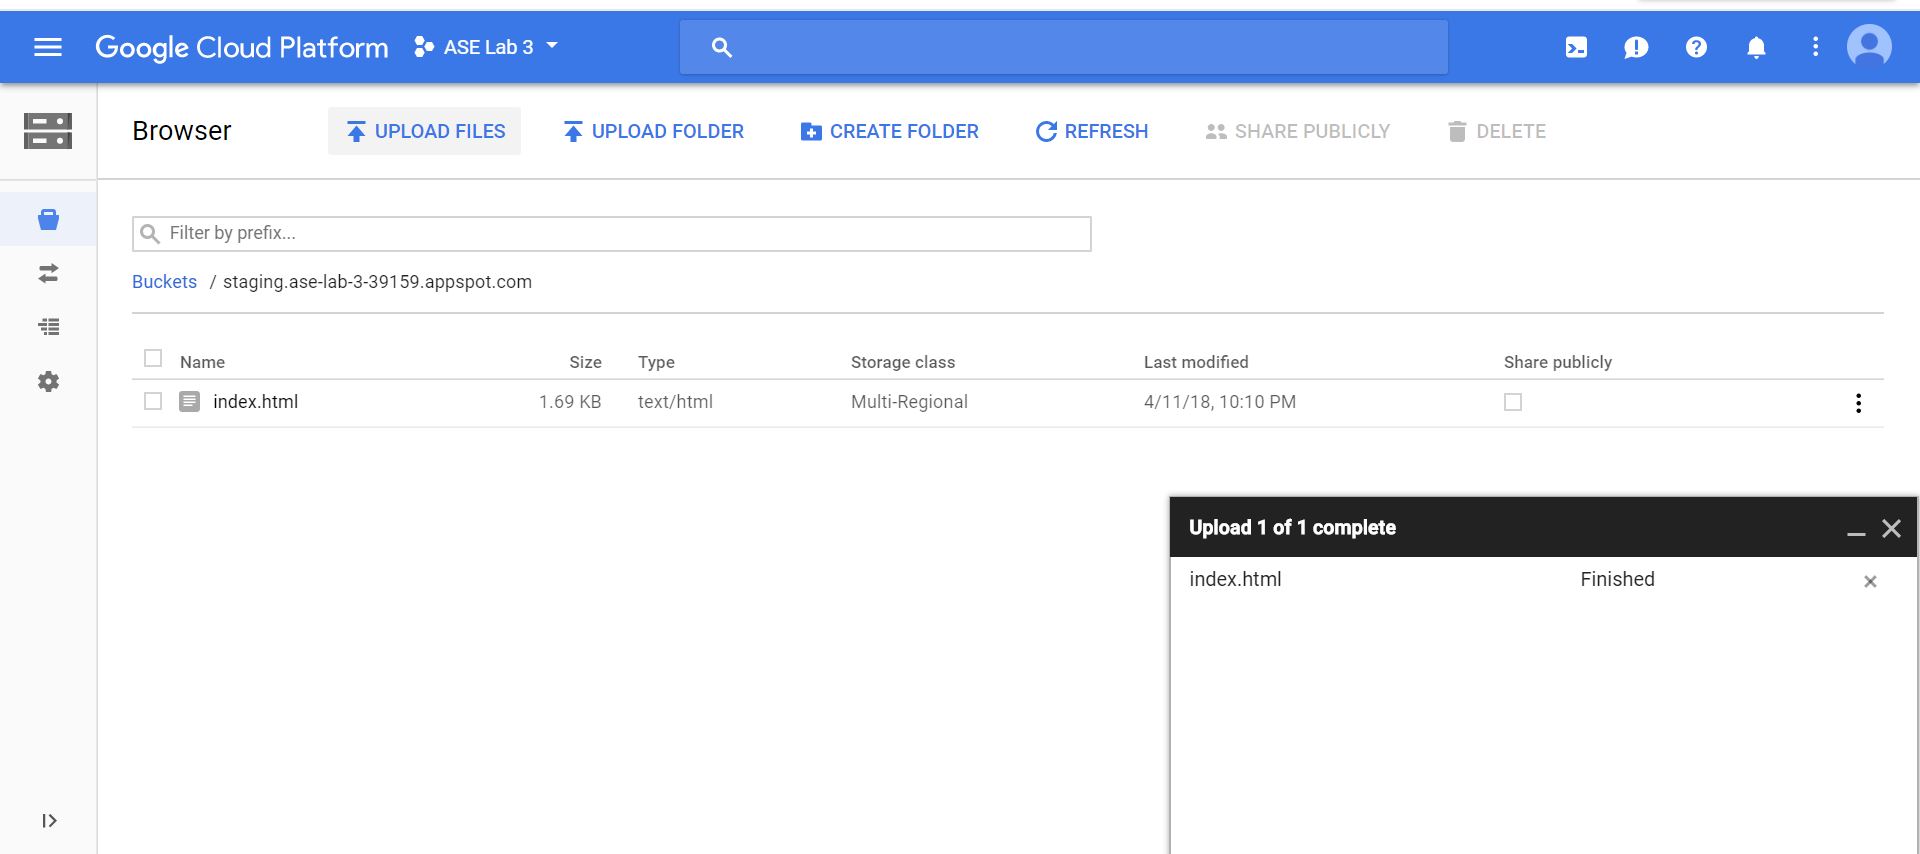 Google Cloud Platform ASE Lab 3
Browser UPLOAD FILES UPLOAD FOLDER CREATE FOLDER REFRESH SHARE PUBLICLY DELETE
Filter by prefix...
Buckets / staging.ase-lab-3-39159.appspot.com
Name Size Type Storage class Last modified Share publicly
index.html 1.69 KB text/html Multi-Regional 4/11/18, 10:10 PM
Upload 1 of 1 complete
index.html Finished